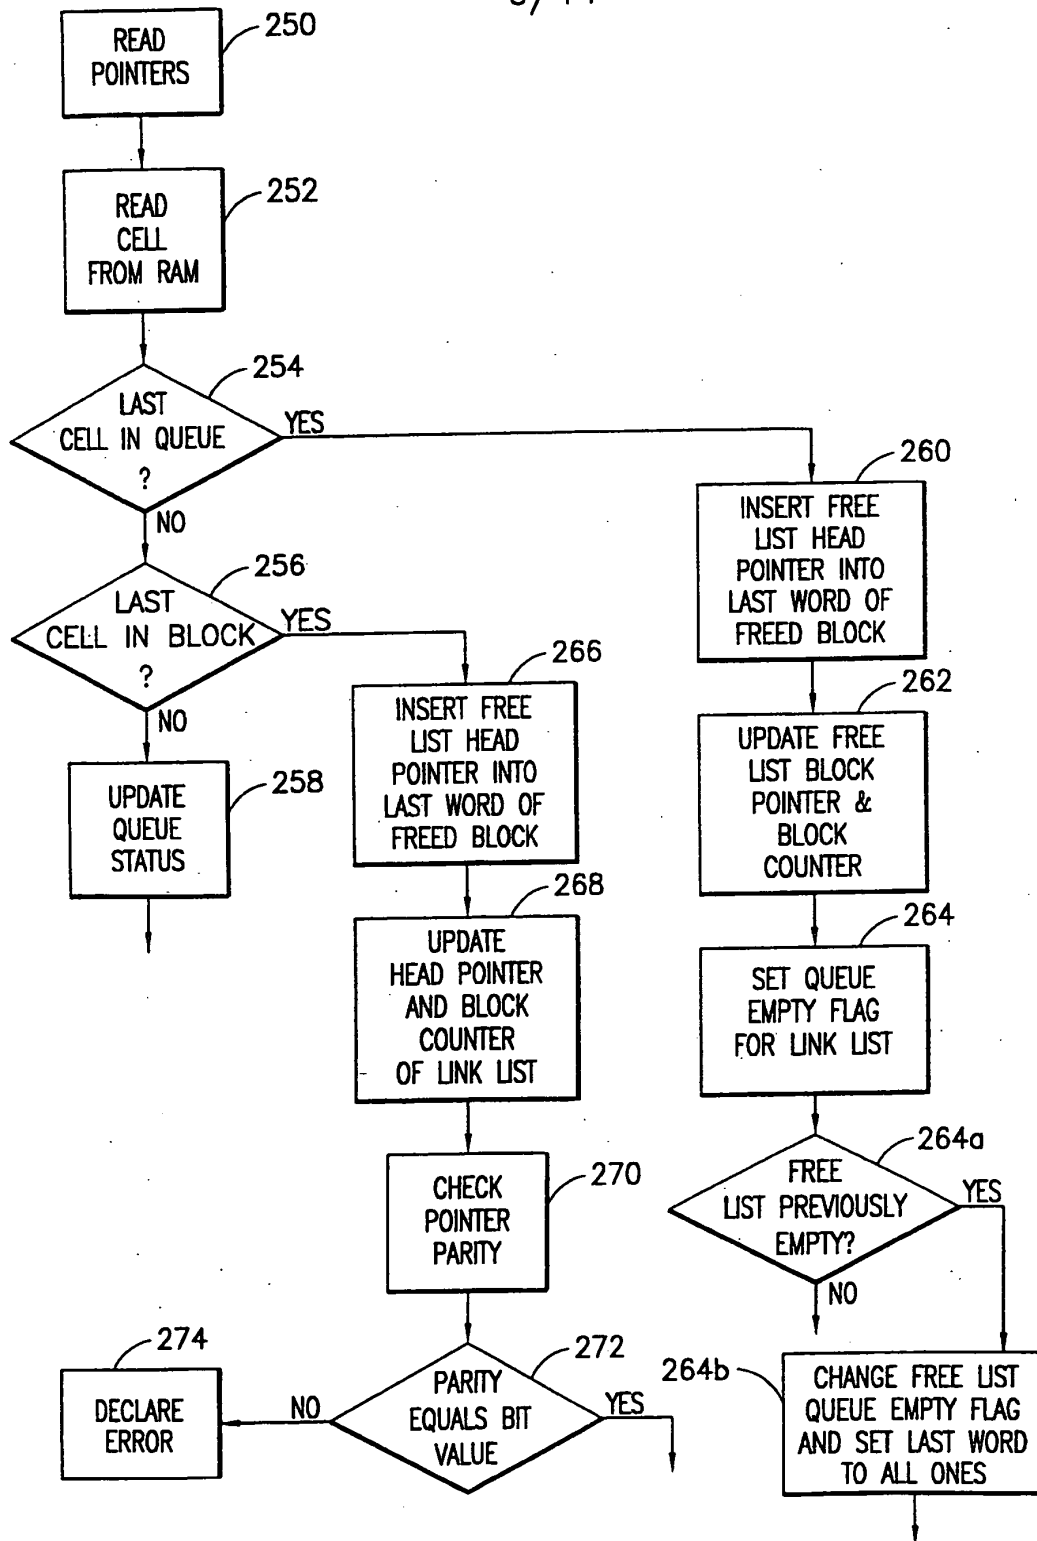 250
READ
POINTERS
252
READ
CELL
FROM RAM
254
LAST
CELL IN QUEUE
?
YES
NO
256
LAST
CELL IN BLOCK
?
YES
NO
258
UPDATE
QUEUE
STATUS
260
INSERT FREE
LIST HEAD
POINTER INTO
LAST WORD OF
FREED BLOCK
262
UPDATE FREE
LIST BLOCK
POINTER &
BLOCK
COUNTER
264
SET QUEUE
EMPTY FLAG
FOR LINK LIST
264a
FREE
LIST PREVIOUSLY
EMPTY?
YES
NO
264b
CHANGE FREE LIST
QUEUE EMPTY FLAG
AND SET LAST WORD
TO ALL ONES
266
INSERT FREE
LIST HEAD
POINTER INTO
LAST WORD OF
FREED BLOCK
268
UPDATE
HEAD POINTER
AND BLOCK
COUNTER
OF LINK LIST
270
CHECK
POINTER
PARITY
272
PARITY
EQUALS BIT
VALUE
YES
NO
274
DECLARE
ERROR